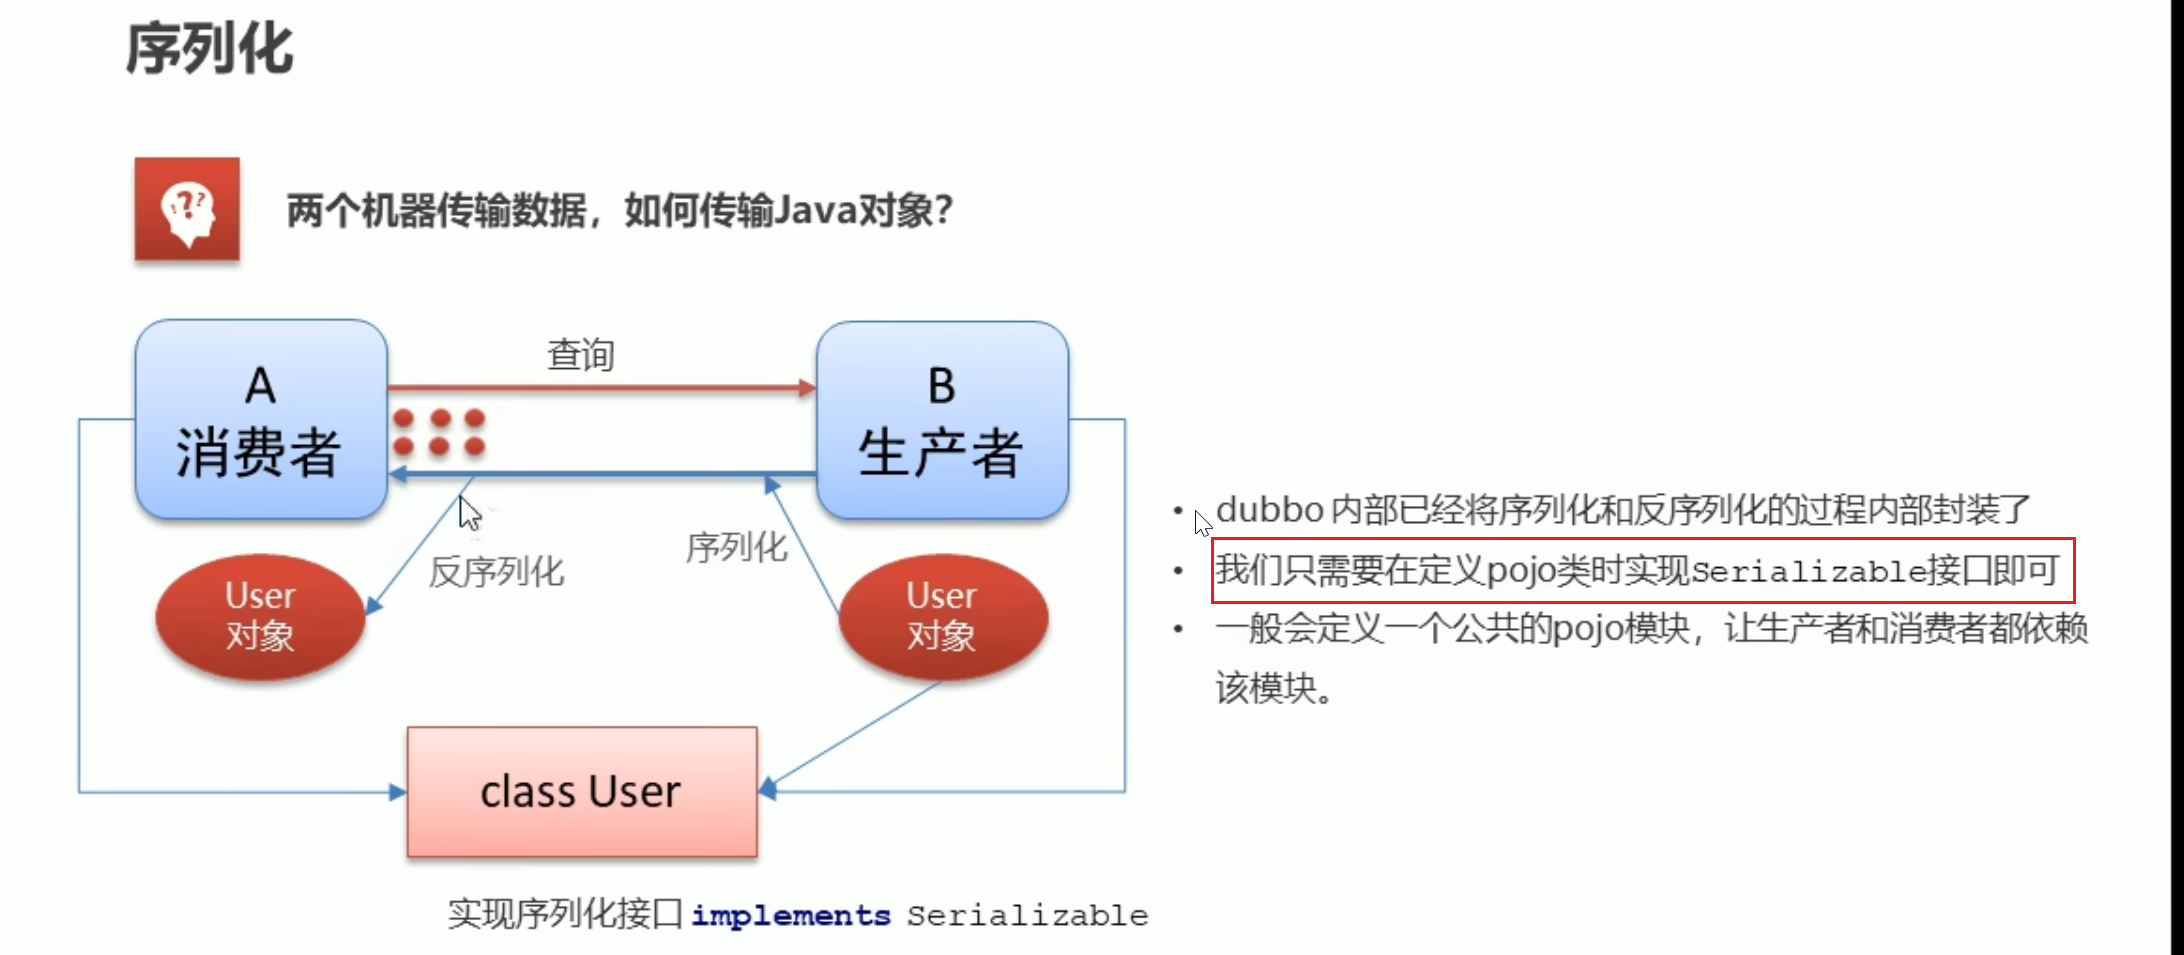 序列化
??
两个机器传输数据，如何传输Java对象？
查询
A
消费者
B
生产者
反序列化
序列化
User
对象
User
对象
class User
实现序列化接口 implements Serializable
• dubbo 内部已经将序列化和反序列化的过程内部封装了
• 我们只需要在定义pojo类时实现Serializable接口即可
• 一般会定义一个公共的pojo模块，让生产者和消费者都依赖
该模块。